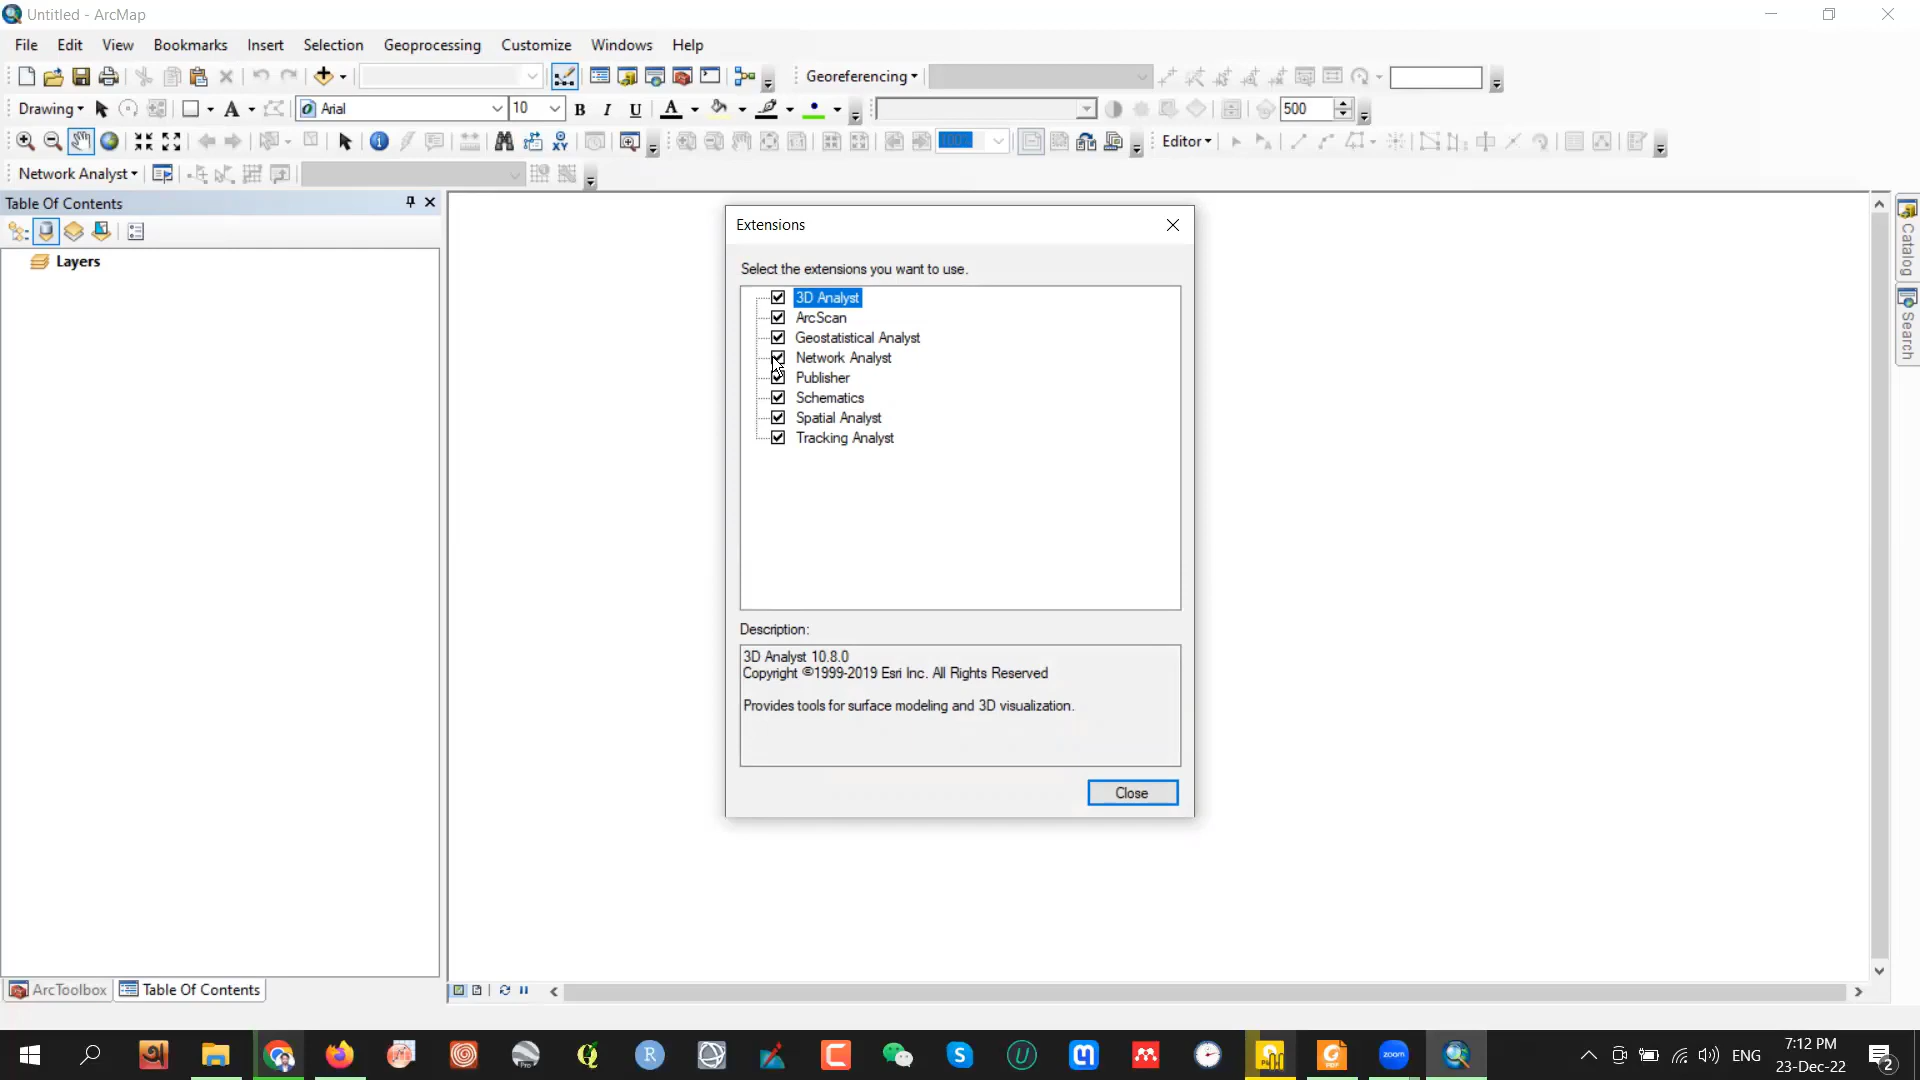 Untitled - ArcMap
File Edit View Bookmarks Insert Selection Geoprocessing Customize Windows Help
Georeferencing
Drawing A Arial 10 B I U A 500
Editor
Network Analyst
Table Of Contents
Layers
Extensions
Select the extensions you want to use.
3D Analyst
ArcScan
Geostatistical Analyst
Network Analyst
Publisher
Schematics
Spatial Analyst
Tracking Analyst
Description:
3D Analyst 10.8.0
Copyright ©1999-2019 Esri Inc. All Rights Reserved
Provides tools for surface modeling and 3D visualization.
Close
Catalog
Search
ArcToolbox Table Of Contents
zoom
ENG
7:12 PM
23-Dec-22
2